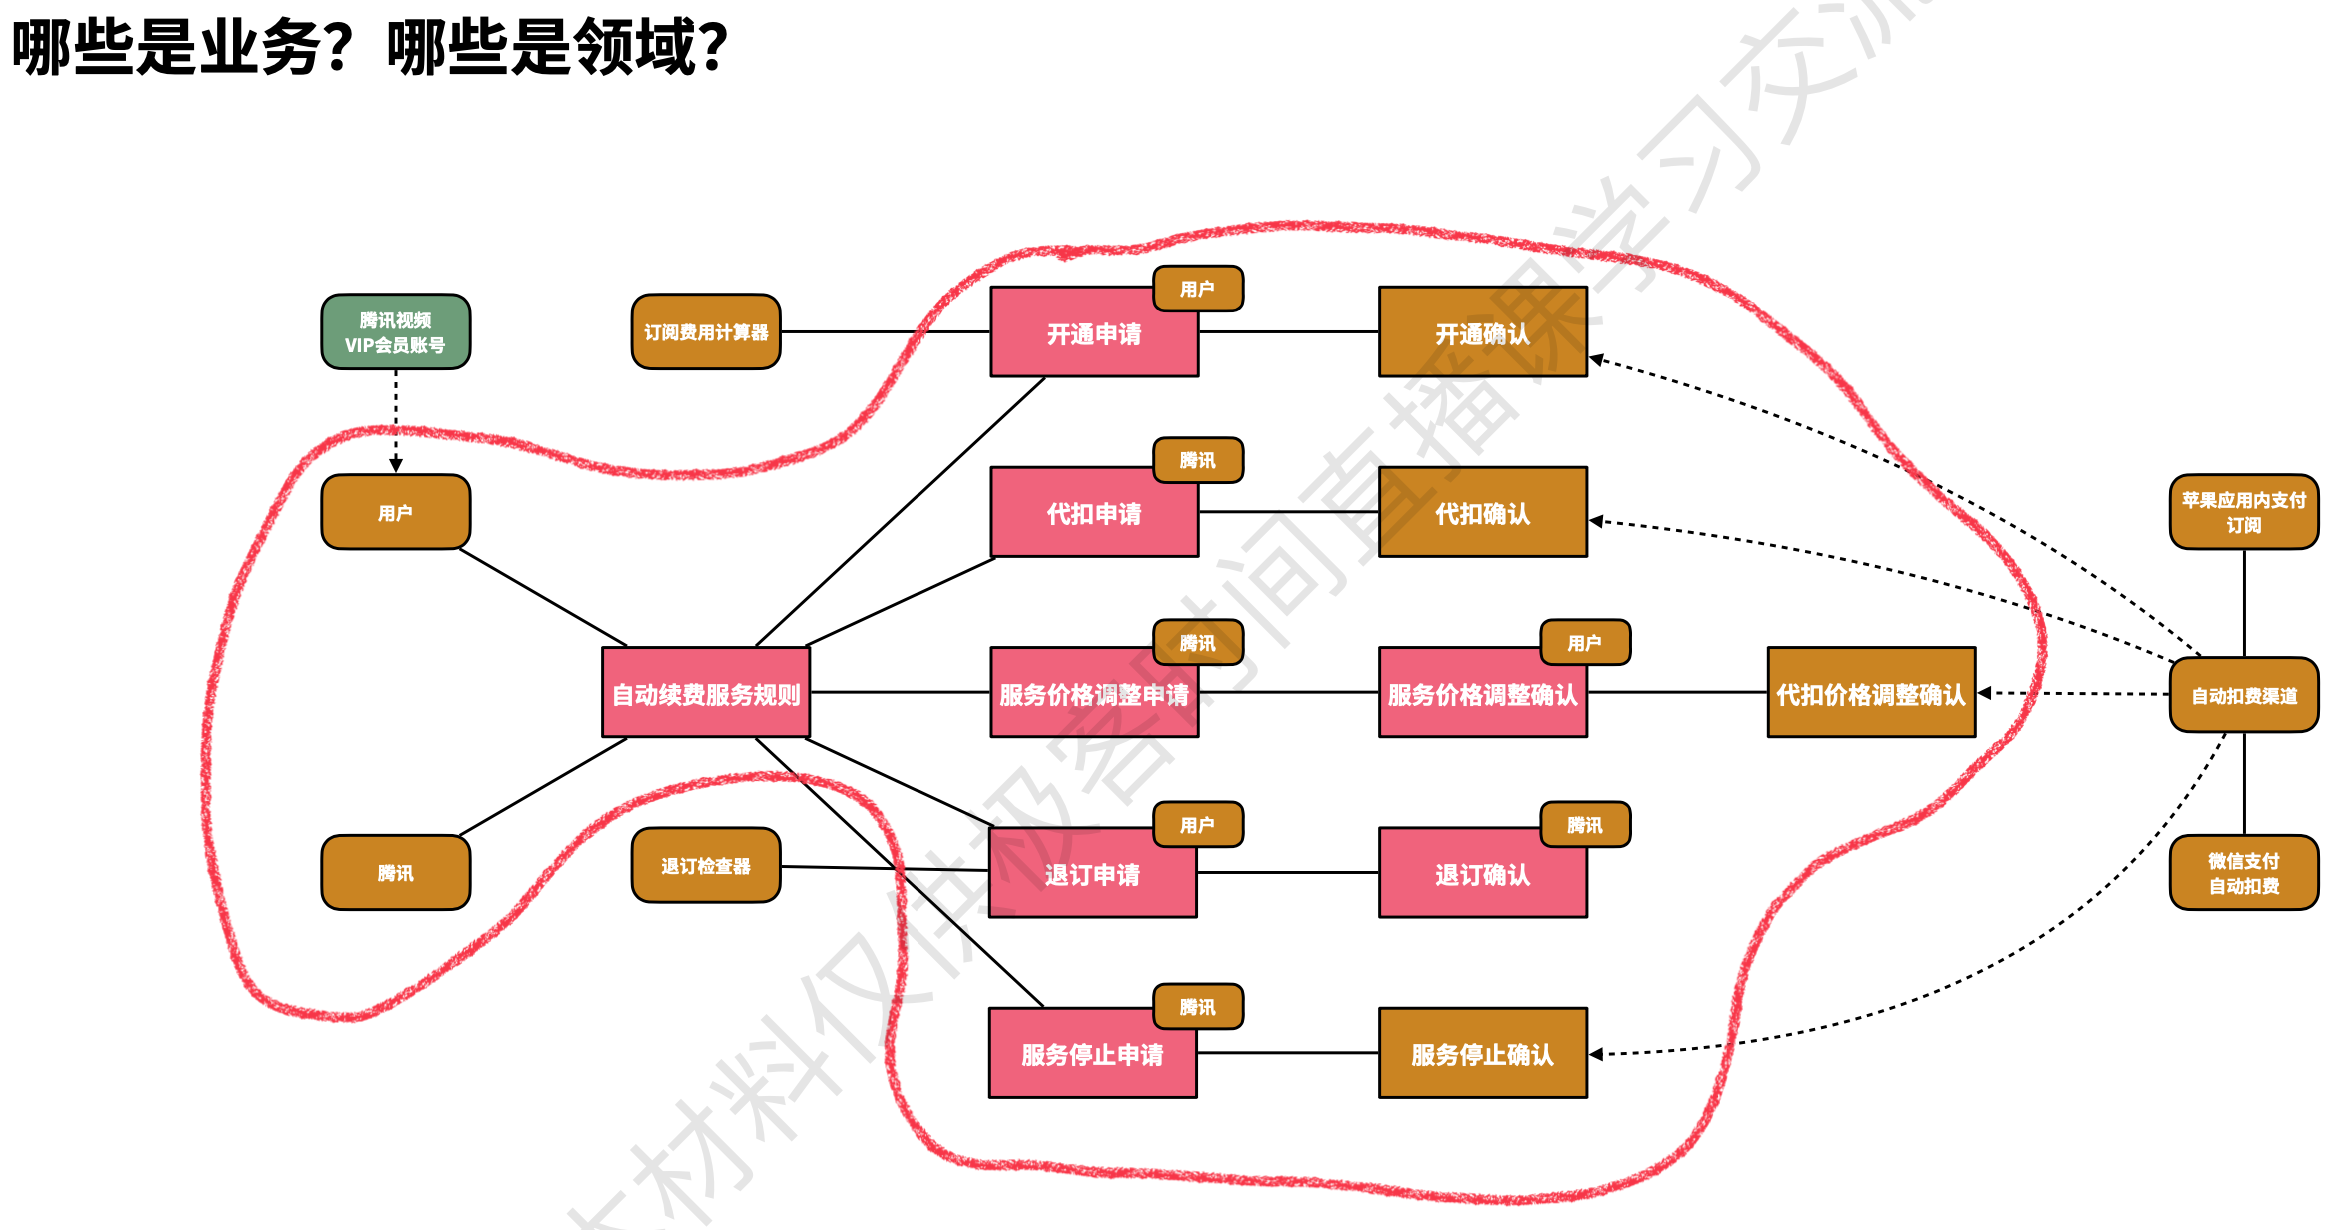 哪些是业务？哪些是领域？
用户
腾讯视频
VIP会员账号
订阅费用计算器
开通申请
开通确认
腾讯
用户
代扣申请
代扣确认
苹果应用内支付
订阅
腾讯
用户
自动续费服务规则
服务价格调整申请
服务价格调整确认
代扣价格调整确认
自动扣费渠道
用户
腾讯
腾讯
退订检查器
退订申请
退订确认
微信支付
自动扣费
腾讯
服务停止申请
服务停止确认
材料仅供极客时间直播课学习交流